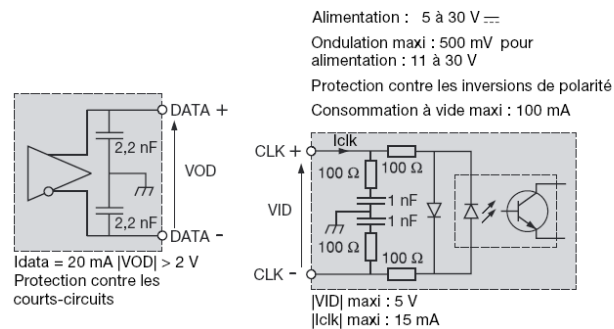 Alimentation : 5 à 30 V ⎓
Ondulation maxi : 500 mV pour
alimentation : 11 à 30 V
Protection contre les inversions de polarité
Consommation à vide maxi : 100 mA
DATA +
2,2 nF
VOD
2,2 nF
DATA -
Idata = 20 mA |VOD| > 2 V
Protection contre les
courts-circuits
Iclk
CLK +
100 Ω
100 Ω
1 nF
VID
1 nF
100 Ω
100 Ω
CLK -
|VID| maxi : 5 V
|Iclk| maxi : 15 mA